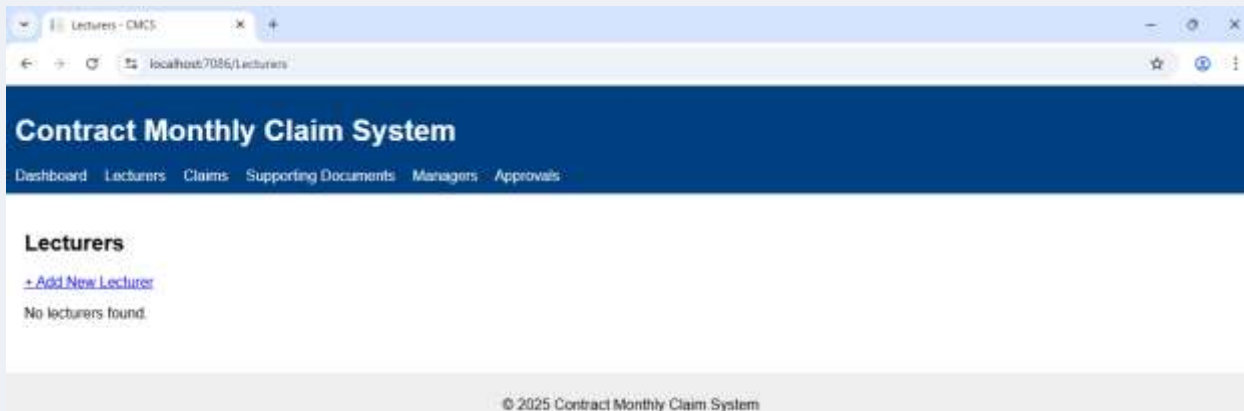 Lecturers - CMCS
localhost:7086/Lecturers
Contract Monthly Claim System
Dashboard Lecturers Claims Supporting Documents Managers Approvals
Lecturers
+ Add New Lecturer
No lecturers found.
© 2025 Contract Monthly Claim System